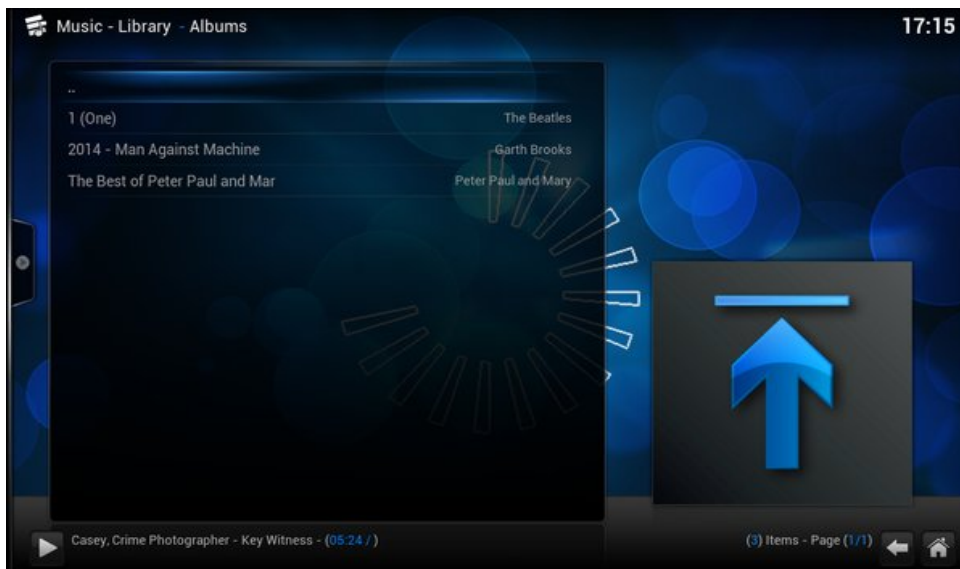 Music - Library - Albums 17:15
..
1 (One) The Beatles
2014 - Man Against Machine Garth Brooks
The Best of Peter Paul and Mar Peter Paul and Mary
Casey, Crime Photographer - Key Witness - (05:24 / ) (3) Items - Page (1/1)